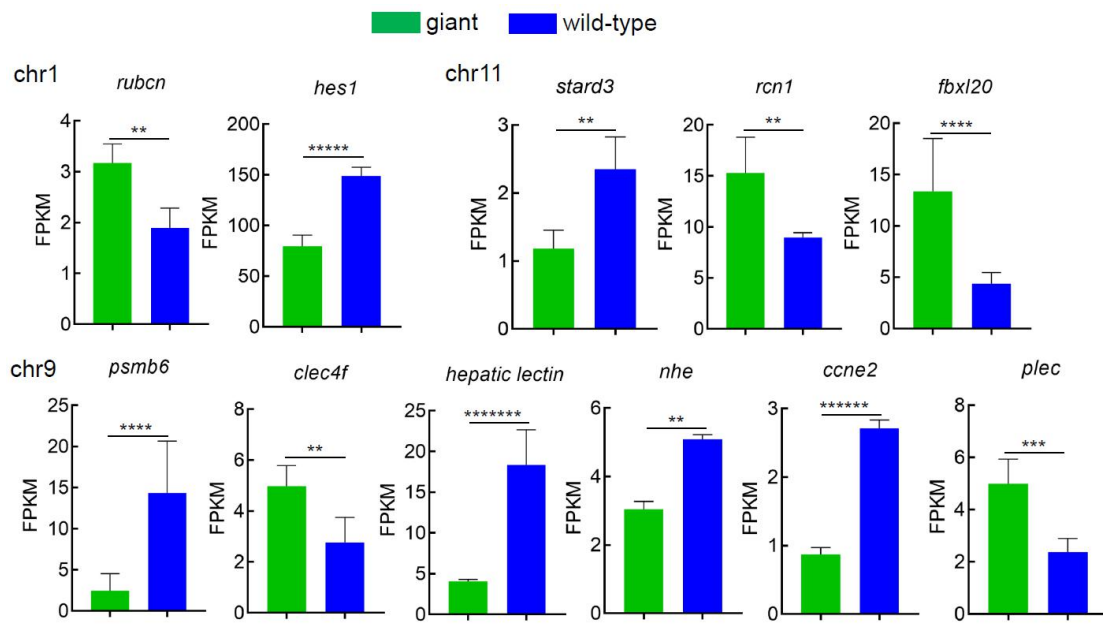 giant wild-type
chr1
rubcn
hes1
chr11
stard3
rcn1
fbxl20
FPKM
4
3
2
1
0
**
FPKM
200
150
100
50
0
*****
FPKM
3
2
1
0
**
FPKM
20
15
10
5
0
**
FPKM
20
15
10
5
0
****
chr9
psmb6
clec4f
hepatic lectin
nhe
ccne2
plec
FPKM
25
20
15
10
5
0
****
FPKM
8
6
4
2
0
**
FPKM
25
20
15
10
5
0
*******
FPKM
6
4
2
0
**
FPKM
3
2
1
0
******
FPKM
8
6
4
2
0
***